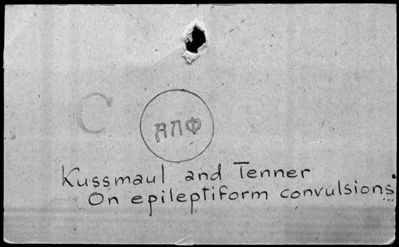 C
ΑΠΦ
Kussmaul and Tenner
On epileptiform convulsions